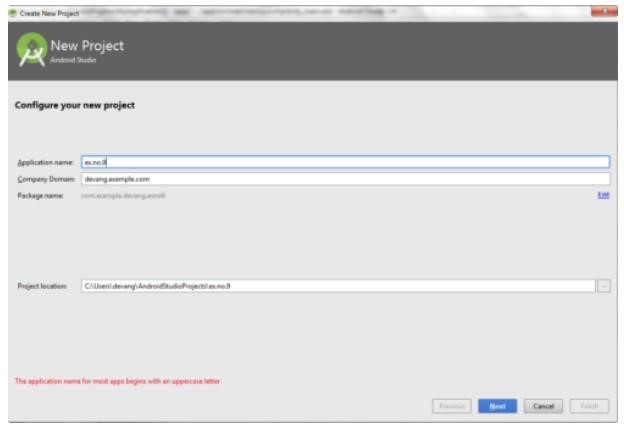 Create New Project
New Project
Android Studio
Configure your new project
Application name: ex.no.9
Company Domain: devang.example.com
Package name: com.example.devang.exno9
Edit
Project location: C:\Users\devang\AndroidStudioProjects\ex.no.9
...
The application name for most apps begins with an uppercase letter
Previous Next Cancel Finish